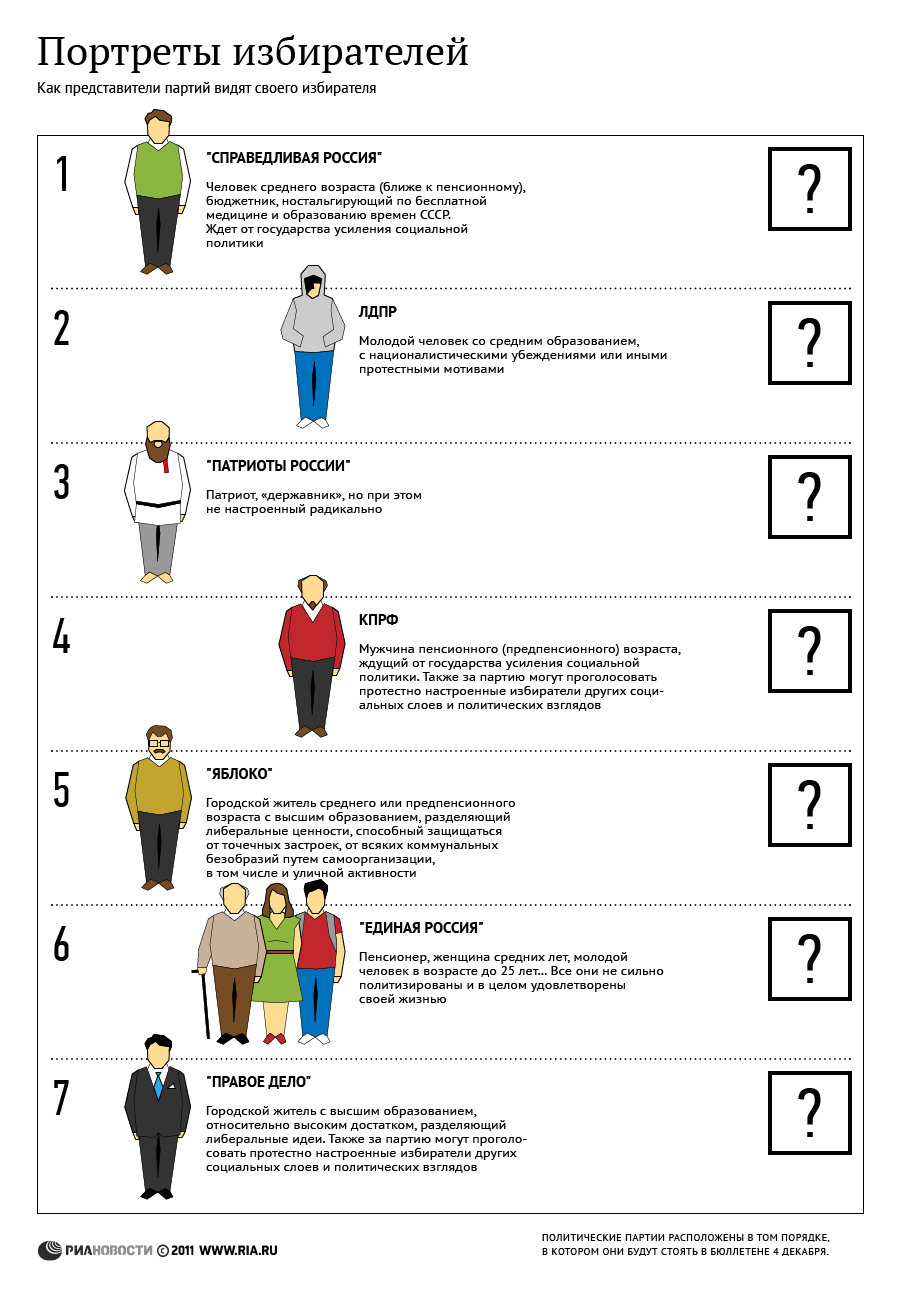 Портреты избирателей
Как представители партий видят своего избирателя
1
"СПРАВЕДЛИВАЯ РОССИЯ"
Человек среднего возраста (ближе к пенсионному),
бюджетник, ностальгирующий по бесплатной
медицине и образованию времен СССР.
Ждет от государства усиления социальной
политики
?
2
ЛДПР
Молодой человек со средним образованием,
с националистическими убеждениями или иными
протестными мотивами
?
3
"ПАТРИОТЫ РОССИИ"
Патриот, «державник», но при этом
не настроенный радикально
?
4
КПРФ
Мужчина пенсионного (предпенсионного) возраста,
ждущий от государства усиления социальной
политики. Также за партию могут проголосовать
протестно настроенные избиратели других соци-
альных слоев и политических взглядов
?
5
"ЯБЛОКО"
Городской житель среднего или предпенсионного
возраста с высшим образованием, разделяющий
либеральные ценности, способный защищаться
от точечных застроек, от всяких коммунальных
безобразий путем самоорганизации,
в том числе и уличной активности
?
6
"ЕДИНАЯ РОССИЯ"
Пенсионер, женщина средних лет, молодой
человек в возрасте до 25 лет... Все они не сильно
политизированы и в целом удовлетворены
своей жизнью
?
7
"ПРАВОЕ ДЕЛО"
Городской житель с высшим образованием,
относительно высоким достатком, разделяющий
либеральные идеи. Также за партию могут проголо-
совать протестно настроенные избиратели других
социальных слоев и политических взглядов
?
РИАНОВОСТИ © 2011 WWW.RIA.RU
ПОЛИТИЧЕСКИЕ ПАРТИИ РАСПОЛОЖЕНЫ В ТОМ ПОРЯДКЕ,
В КОТОРОМ ОНИ БУДУТ СТОЯТЬ В БЮЛЛЕТЕНЕ 4 ДЕКАБРЯ.